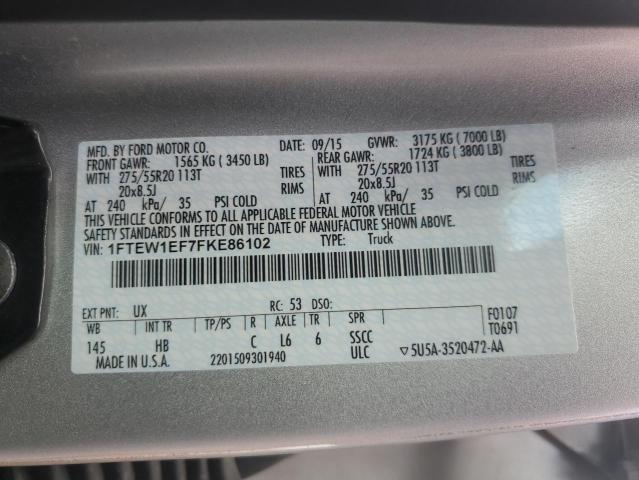 MFD. BY FORD MOTOR CO. DATE: 09/15 GVWR: 3175 KG ( 7000 LB)
FRONT GAWR: 1565 KG ( 3450 LB) REAR GAWR: 1724 KG ( 3800 LB)
WITH 275/55R20 113T TIRES WITH 275/55R20 113T TIRES
20x8.5J RIMS 20x8.5J RIMS
AT 240 kPa/ 35 PSI COLD AT 240 kPa/ 35 PSI COLD
THIS VEHICLE CONFORMS TO ALL APPLICABLE FEDERAL MOTOR VEHICLE
SAFETY STANDARDS IN EFFECT ON THE DATE OF MANUFACTURE SHOWN ABOVE.
VIN: 1FTEW1EF7FKE86102 TYPE: Truck
EXT PNT: UX RC: 53 DSO: F0107
WB INT TR TP/PS R AXLE TR SPR T0691
145 HB C L6 6 SSCC
MADE IN U.S.A. 2201509301940 ULC ▽5U5A-3520472-AA